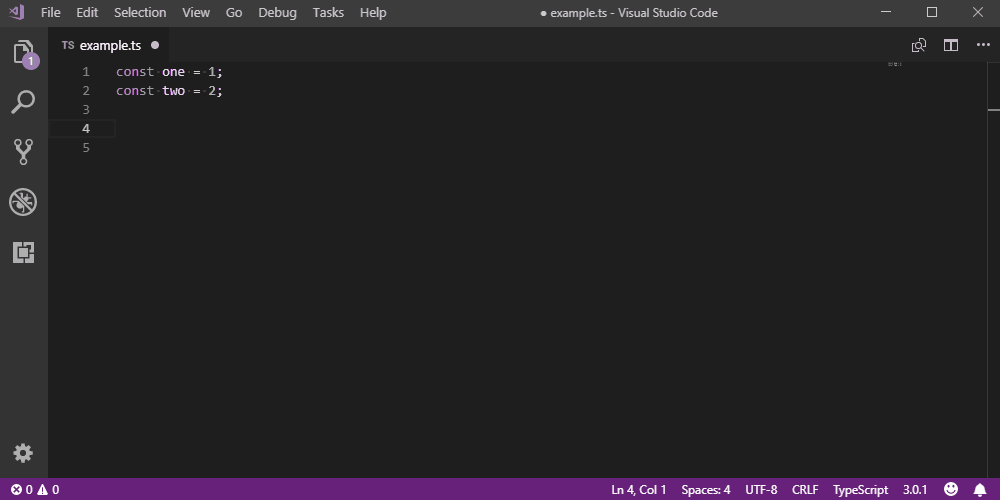 File Edit Selection View Go Debug Tasks Help ● example.ts - Visual Studio Code
TS example.ts ●
1
1 const one = 1;
2 const two = 2;
3
4
5
0 0 Ln 4, Col 1 Spaces: 4 UTF-8 CRLF TypeScript 3.0.1